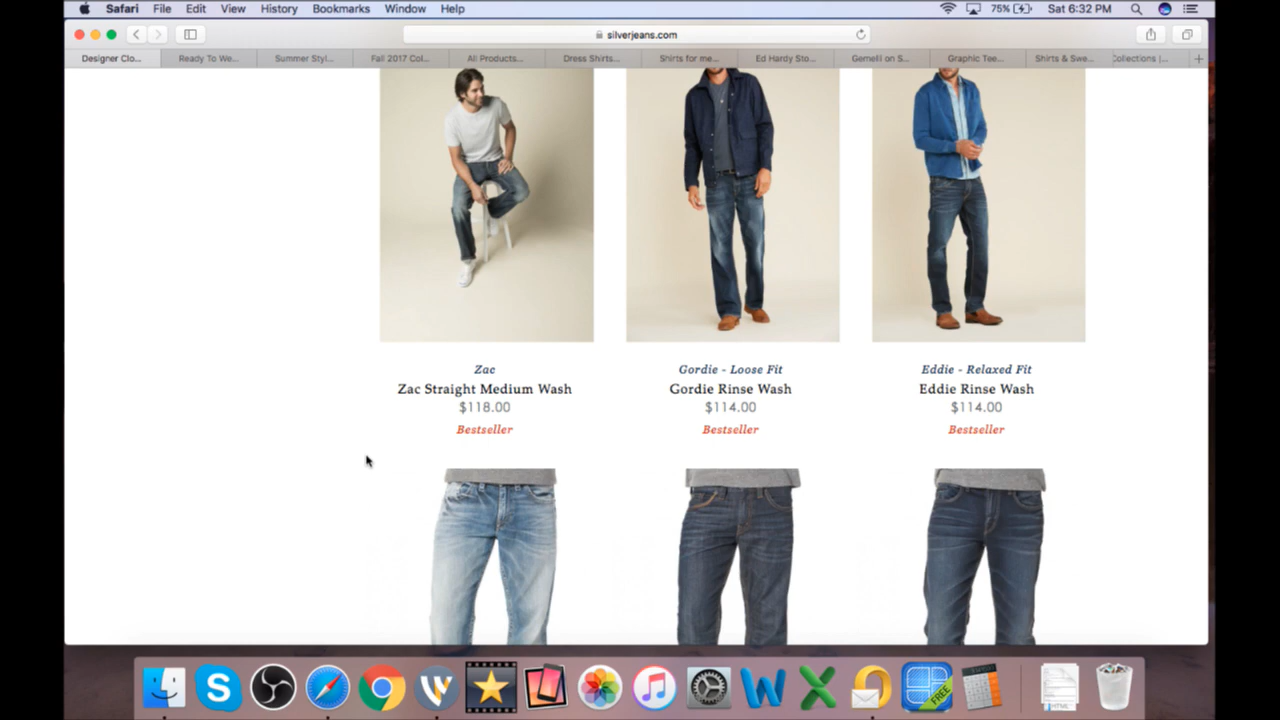 Safari File Edit View History Bookmarks Window Help 75% Sat 6:32 PM
silverjeans.com
Designer Clo... Ready To We... Summer Styl... Fall 2017 Col... All Products... Dress Shirts... Shirts for me... Ed Hardy Sto... Gemelli on S... Graphic Tee... Shirts & Swe... Collections |...
Zac Gordie - Loose Fit Eddie - Relaxed Fit
Zac Straight Medium Wash Gordie Rinse Wash Eddie Rinse Wash
$118.00 $114.00 $114.00
Bestseller Bestseller Bestseller
FREE
HTML